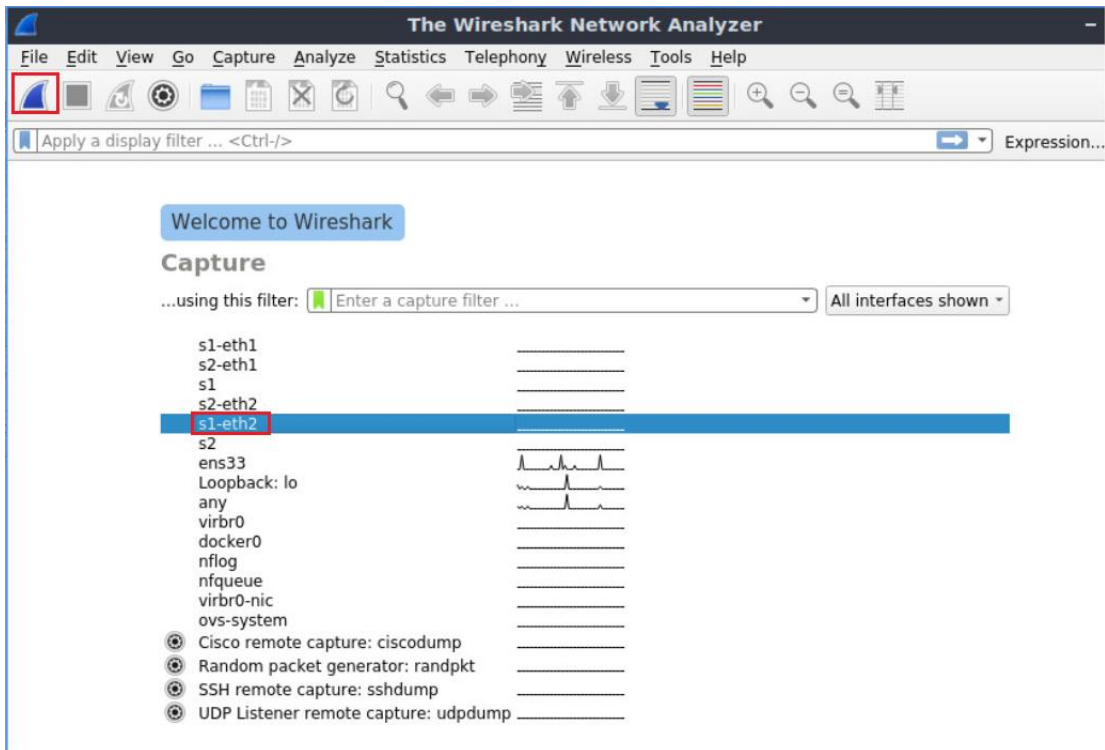 The Wireshark Network Analyzer
File Edit View Go Capture Analyze Statistics Telephony Wireless Tools Help
Apply a display filter ... <Ctrl-/> Expression...
Welcome to Wireshark
Capture
...using this filter: Enter a capture filter ... All interfaces shown
s1-eth1
s2-eth1
s1
s2-eth2
s1-eth2
s2
ens33
Loopback: lo
any
virbr0
docker0
nflog
nfqueue
virbr0-nic
ovs-system
Cisco remote capture: ciscodump
Random packet generator: randpkt
SSH remote capture: sshdump
UDP Listener remote capture: udpdump